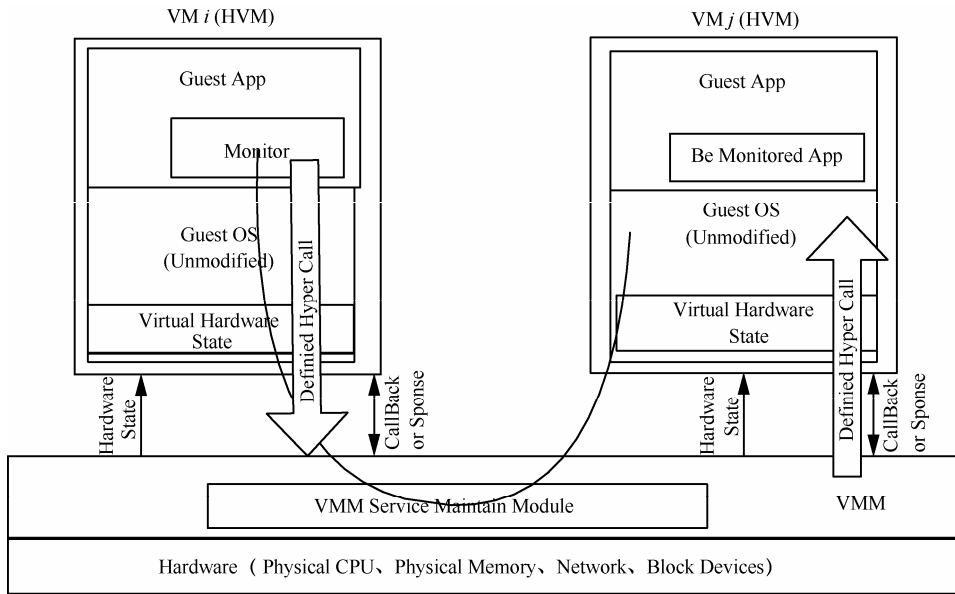 VM i (HVM)
VM j (HVM)
Guest App
Monitor
Guest OS
(Unmodified)
Virtual Hardware
State
Definied Hyper Call
Guest App
Be Monitored App
Guest OS
(Unmodified)
Virtual Hardware
State
Definied Hyper Call
Hardware
State
CallBack
or Sponse
Hardware
State
CallBack
or Sponse
VMM Service Maintain Module
VMM
Hardware（Physical CPU、Physical Memory、Network、Block Devices）